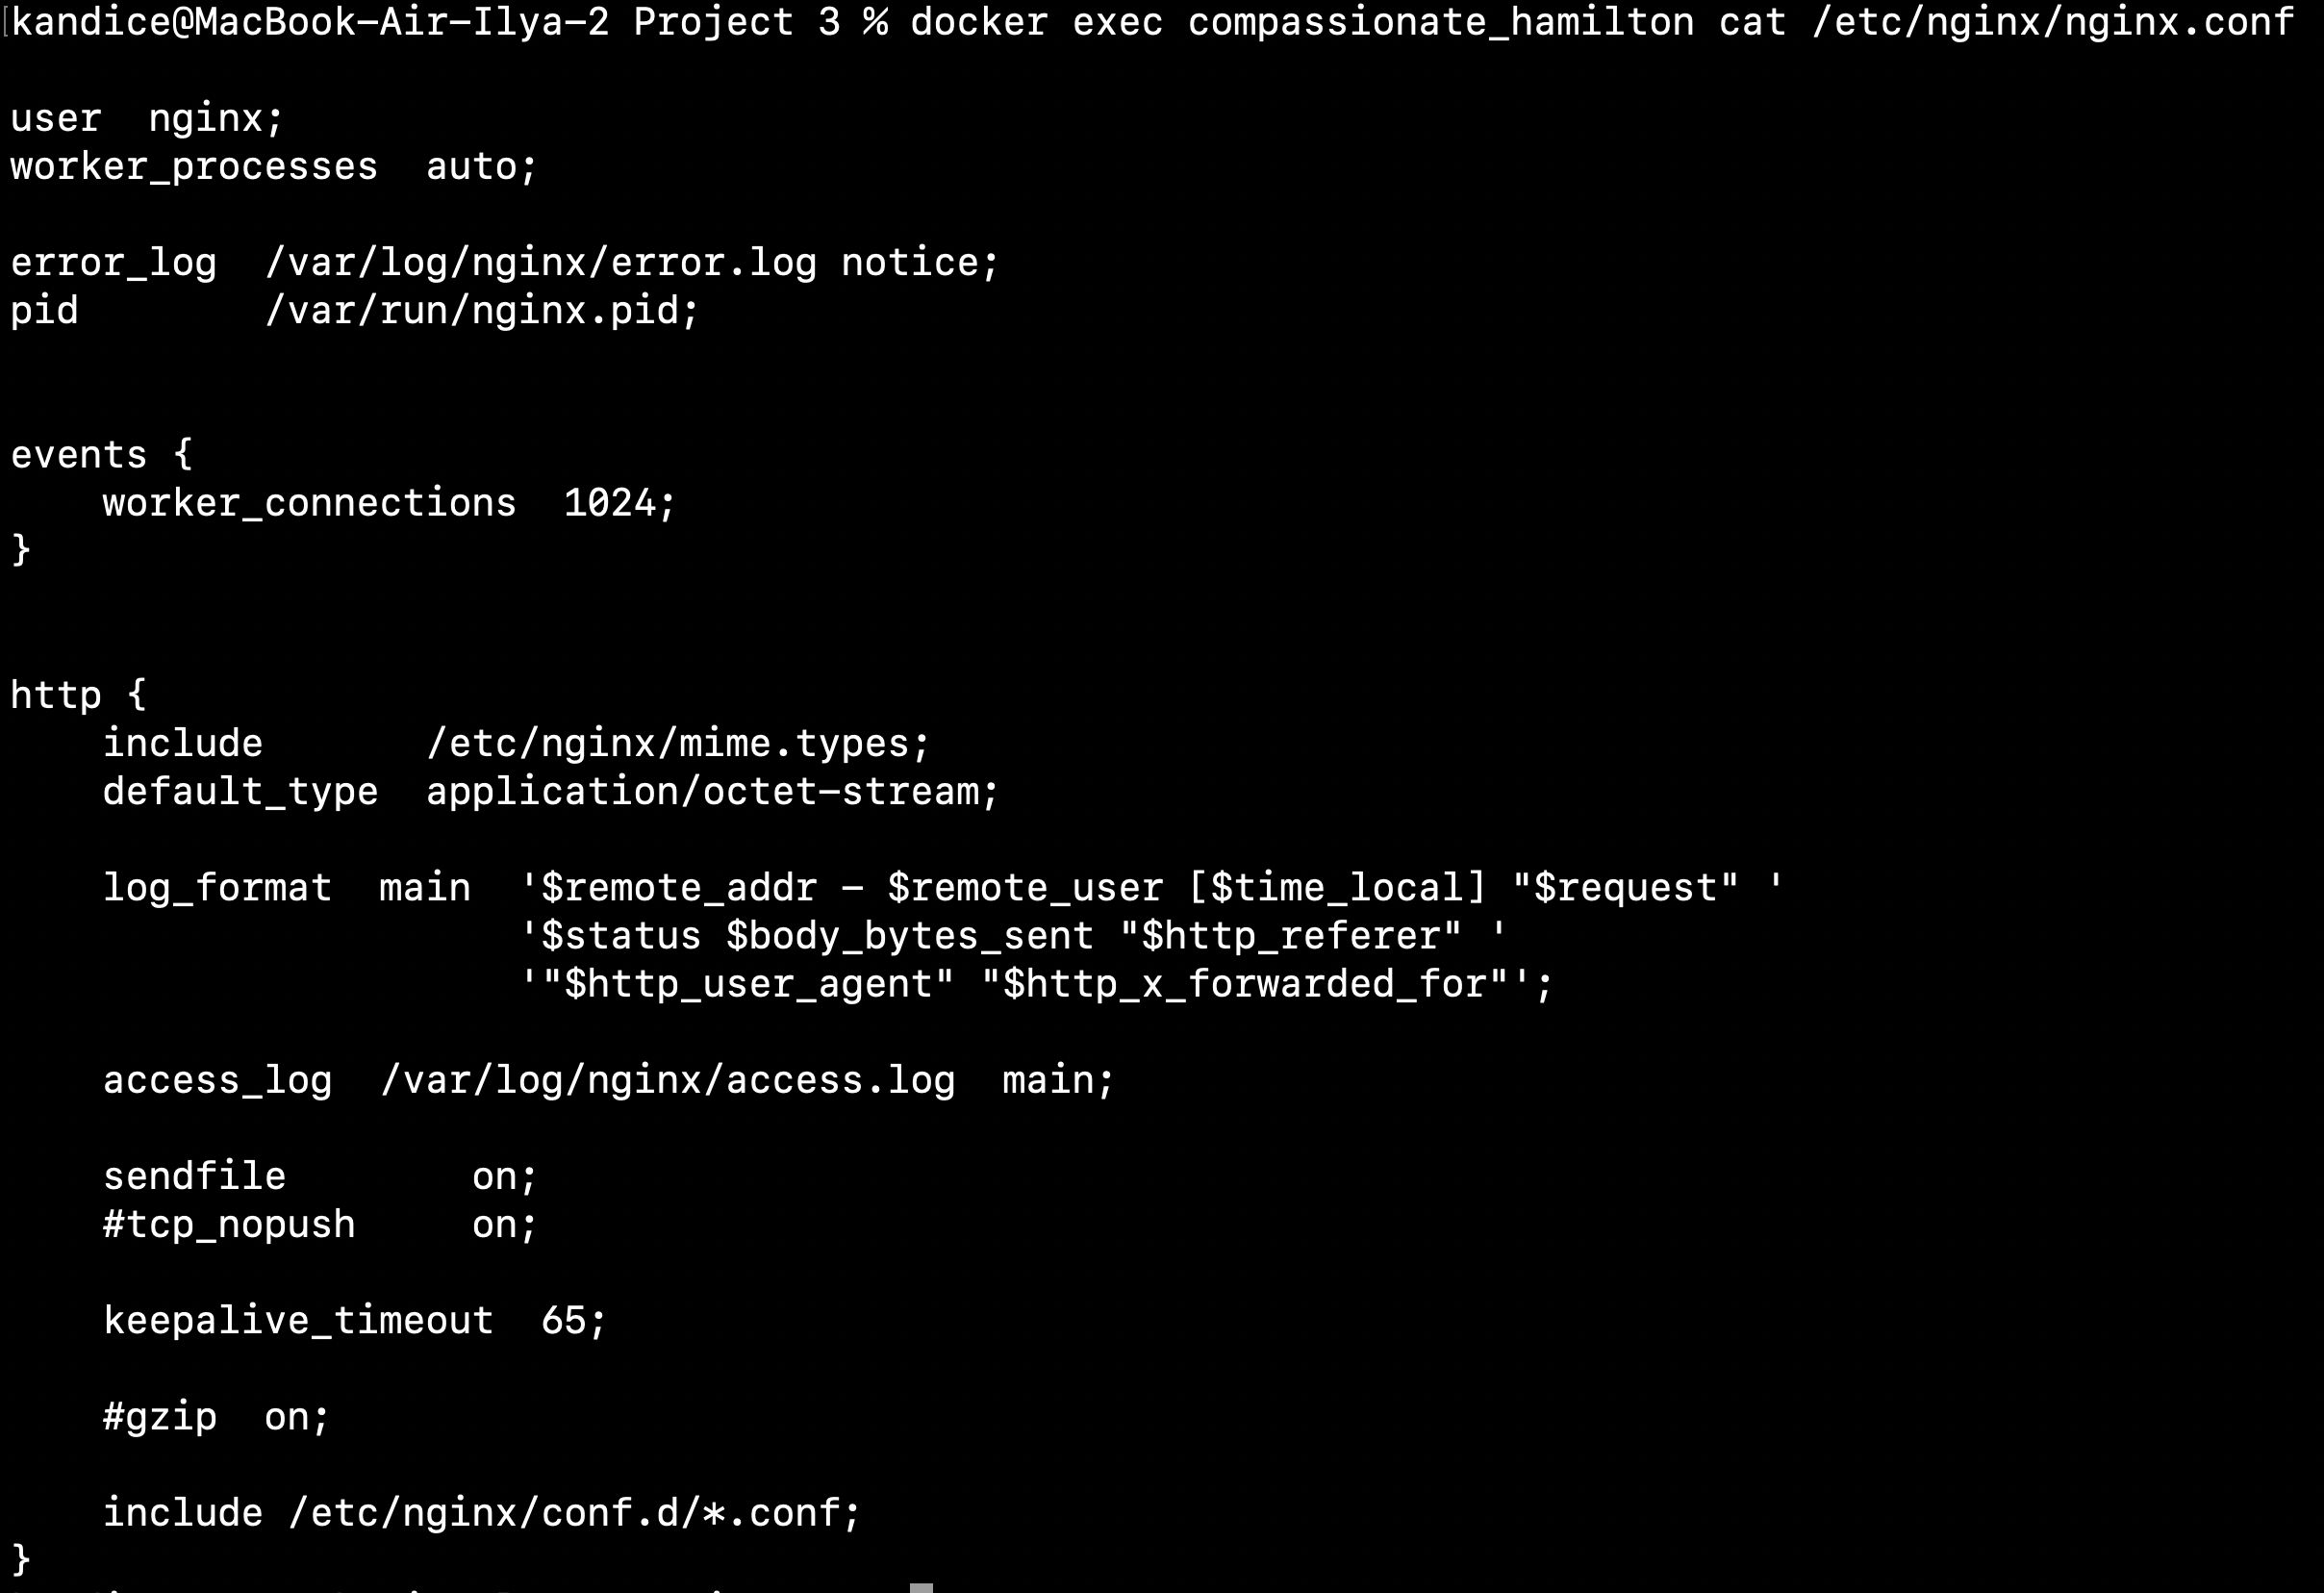 [kandice@MacBook-Air-Ilya-2 Project 3 % docker exec compassionate_hamilton cat /etc/nginx/nginx.conf
user  nginx;
worker_processes  auto;
error_log  /var/log/nginx/error.log notice;
pid        /var/run/nginx.pid;
events {
    worker_connections  1024;
}
http {
    include       /etc/nginx/mime.types;
    default_type  application/octet-stream;
    log_format  main  '$remote_addr - $remote_user [$time_local] "$request" '
                      '$status $body_bytes_sent "$http_referer" '
                      '"$http_user_agent" "$http_x_forwarded_for"';
    access_log  /var/log/nginx/access.log  main;
    sendfile        on;
    #tcp_nopush     on;
    keepalive_timeout  65;
    #gzip  on;
    include /etc/nginx/conf.d/*.conf;
}